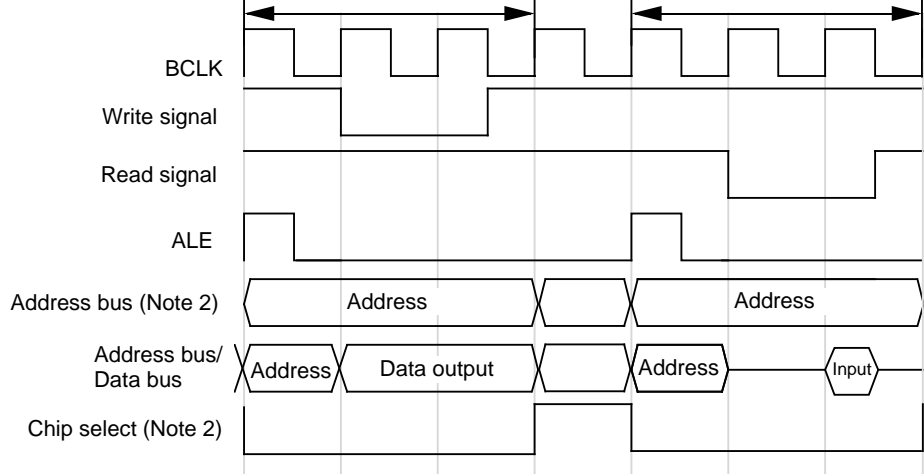 BCLK
Write signal
Read signal
ALE
Address bus (Note 2)
Address
Address
Address bus/
Data bus
Address
Data output
Address
Input
Chip select (Note 2)